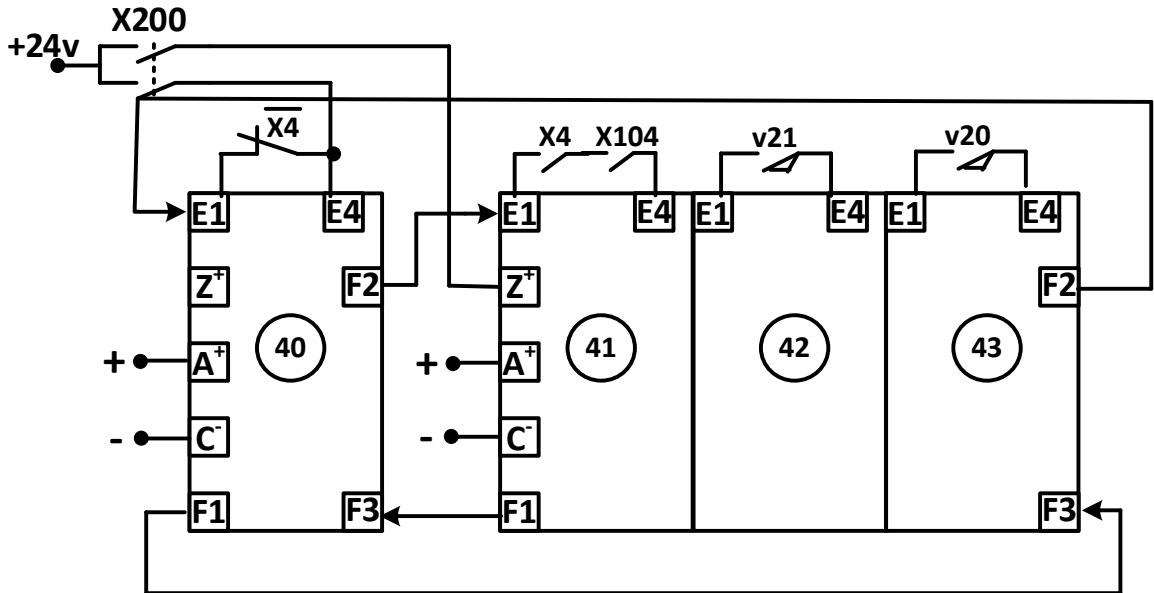 X200
+24v
X4
X4 X104 v21 v20
E1 E4 E1 E4 E1 E4 E1 E4
Z+ F2 Z+ F2
40 41 42 43
+ A+ + A+
- C- - C-
F1 F3 F1 F3